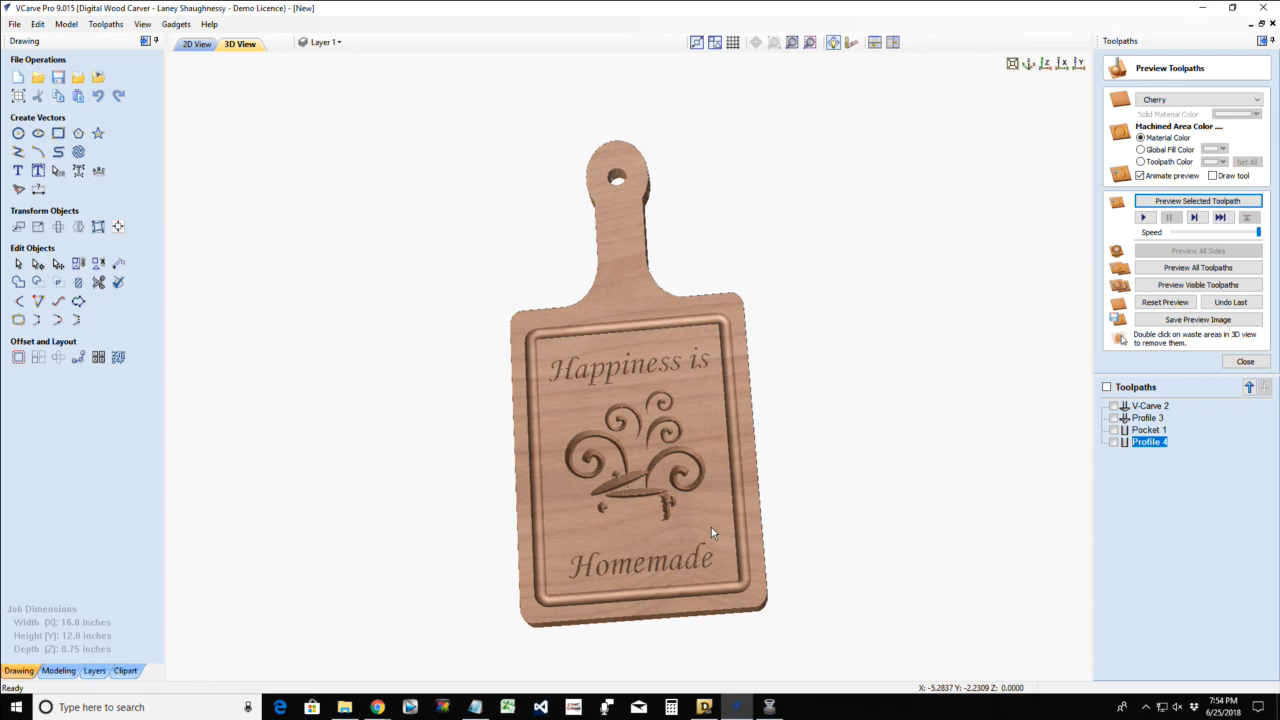 VCarve Pro 9.015 {Digital Wood Carver - Laney Shaughnessy - Demo Licence} - [New]
File Edit Model Toolpaths View Gadgets Help
Drawing
2D View 3D View Layer 1
Toolpaths
File Operations
Create Vectors
Transform Objects
Edit Objects
Offset and Layout
Job Dimensions
Width (X): 16.0 inches
Height (Y): 12.0 inches
Depth (Z): 0.75 inches
Drawing Modeling Layers Clipart
Ready
Happiness is
Homemade
Preview Toolpaths
Cherry
Solid Material Color
Machined Area Color ....
Material Color
Global Fill Color
Toolpath Color Set All
Animate preview Draw tool
Preview Selected Toolpath
Speed
Preview All Sides
Preview All Toolpaths
Preview Visible Toolpaths
Reset Preview Undo Last
Save Preview Image
Double click on waste areas in 3D view
to remove them.
Close
Toolpaths
V-Carve 2
Profile 3
Pocket 1
Profile 4
X: -5.2837 Y: -2.2309 Z: 0.0000
Type here to search
7:54 PM
6/25/2018